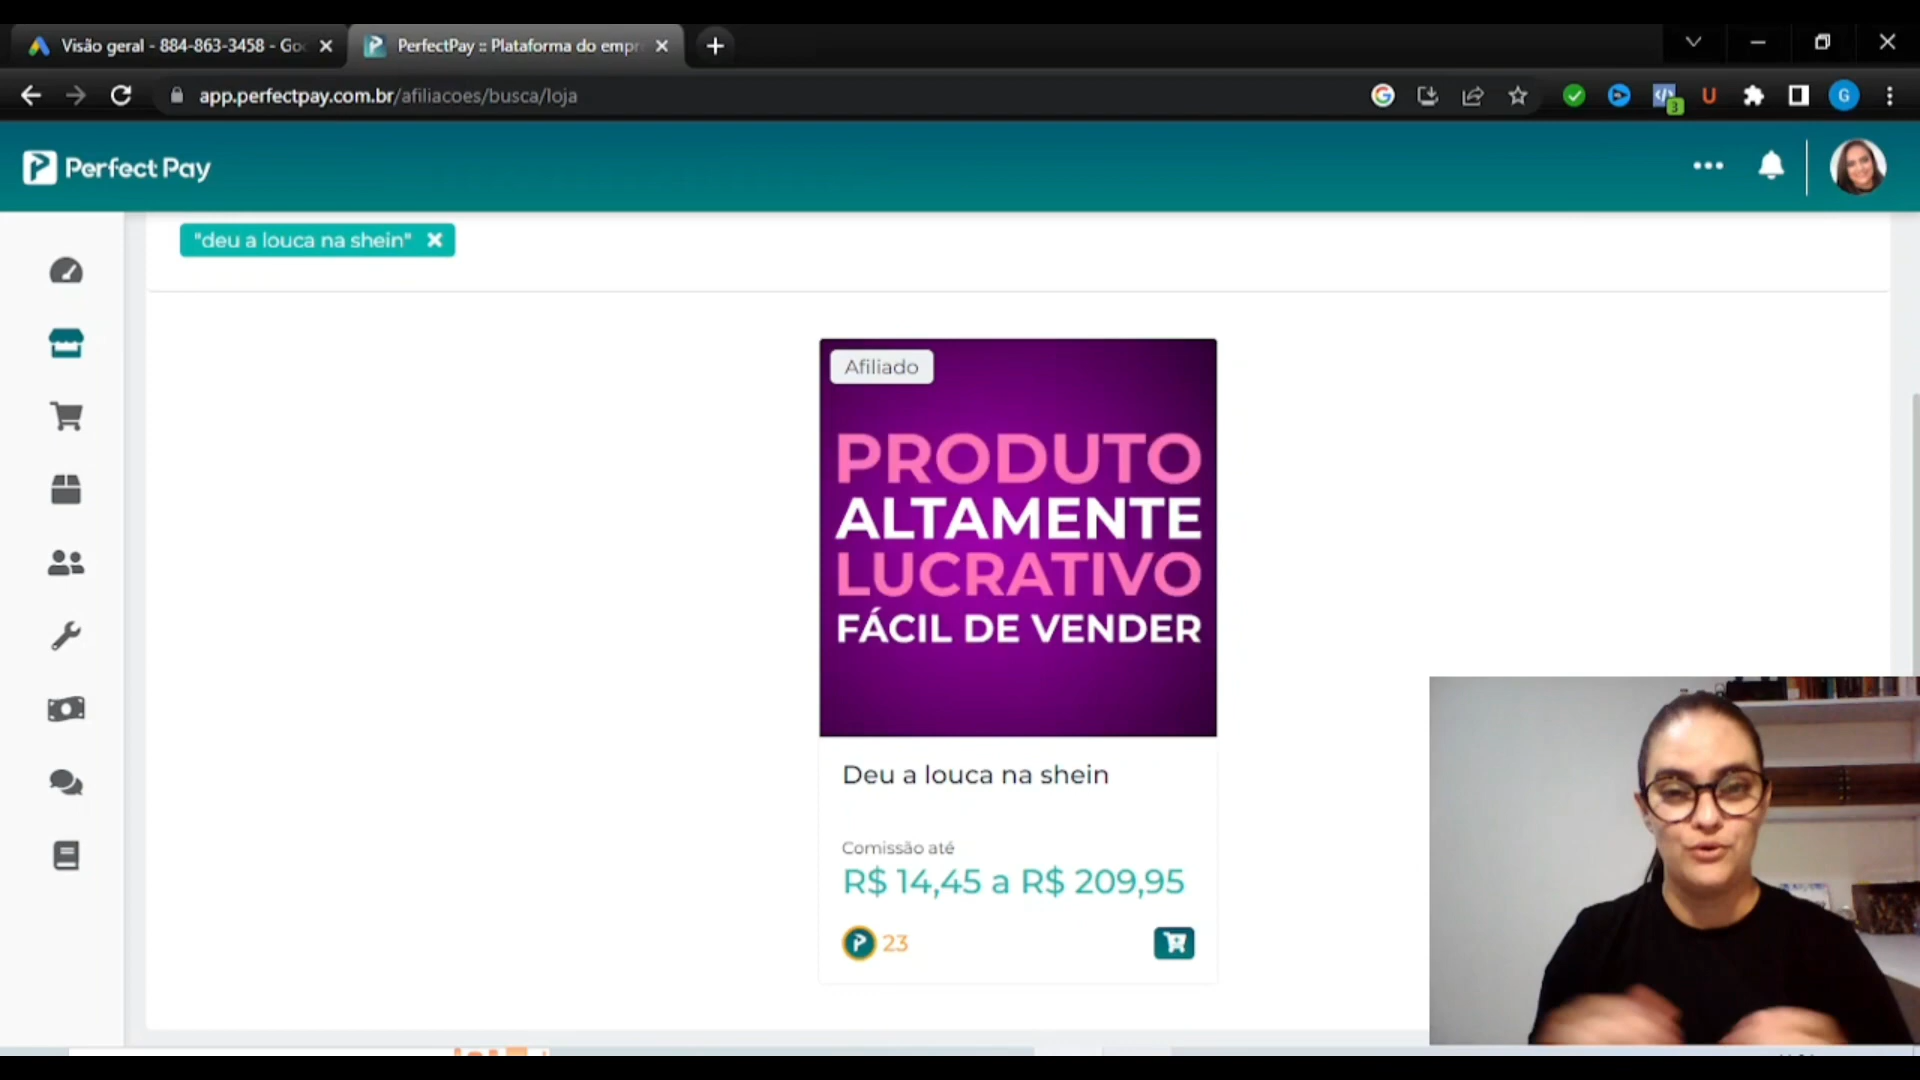 Visão geral - 884-863-3458 - Goo
PerfectPay :: Plataforma do empr
app.perfectpay.com.br/afiliacoes/busca/loja
3
U
G
Perfect Pay
"deu a louca na shein"
Afiliado
PRODUTO
ALTAMENTE
LUCRATIVO
FÁCIL DE VENDER
Deu a louca na shein
Comissão até
R$ 14,45 a R$ 209,95
23